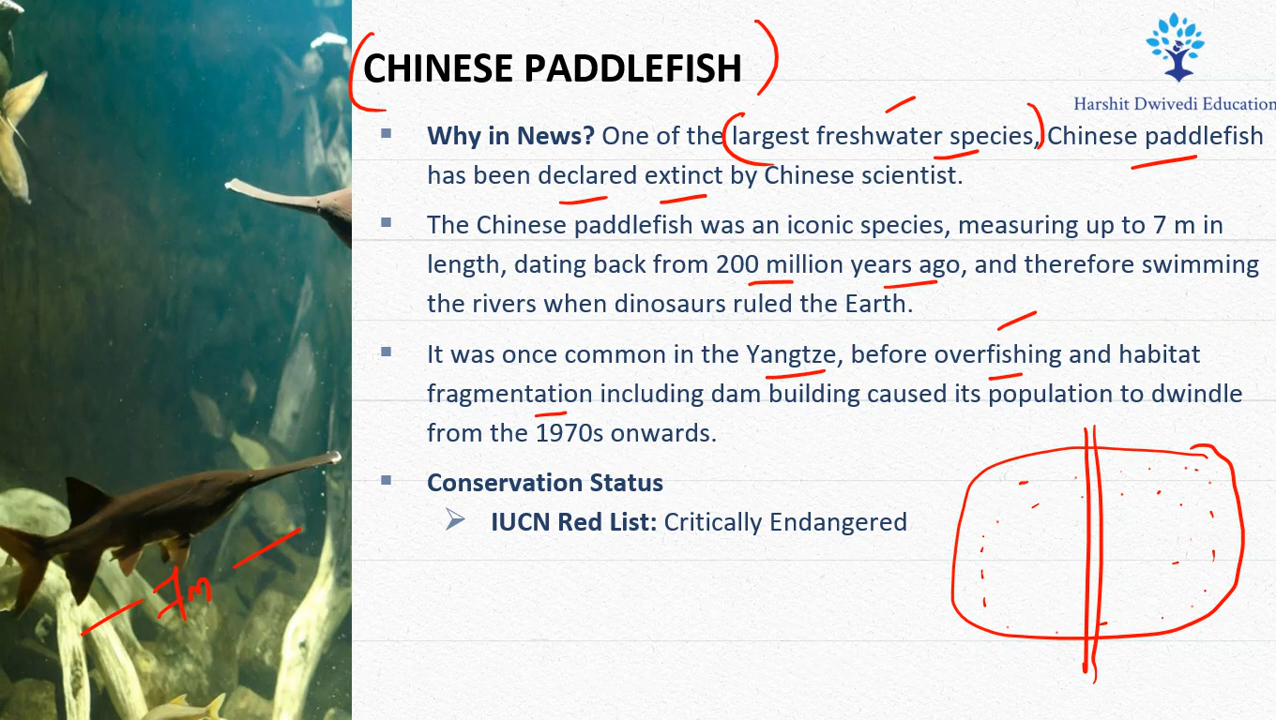 CHINESE PADDLEFISH
Harshit Dwivedi Education
Why in News? One of the largest freshwater species, Chinese paddlefish
has been declared extinct by Chinese scientist.
The Chinese paddlefish was an iconic species, measuring up to 7 m in
length, dating back from 200 million years ago, and therefore swimming
the rivers when dinosaurs ruled the Earth.
It was once common in the Yangtze, before overfishing and habitat
fragmentation including dam building caused its population to dwindle
from the 1970s onwards.
Conservation Status
IUCN Red List: Critically Endangered
7m